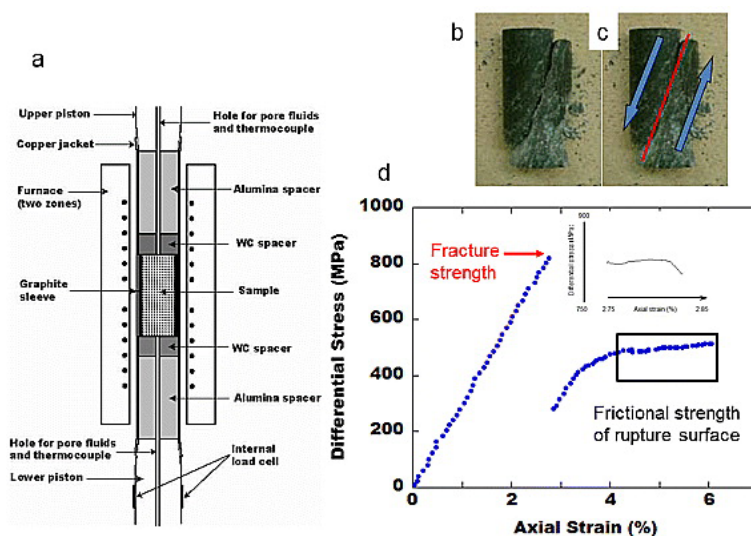 a
Upper piston
Hole for pore fluids
and thermocouple
Copper jacket
Furnace
(two zones)
Alumina spacer
WC spacer
Graphite
sleeve
Sample
WC spacer
Alumina spacer
Hole for pore fluids
and thermocouple
Internal
load cell
Lower piston
b
c
d
1000
800
600
400
200
0
Differential Stress (MPa)
Fracture
strength
900
750
Differential stress (MPa)
2.75
2.85
Axial strain (%)
Frictional strength
of rupture surface
0
2
4
6
Axial Strain (%)